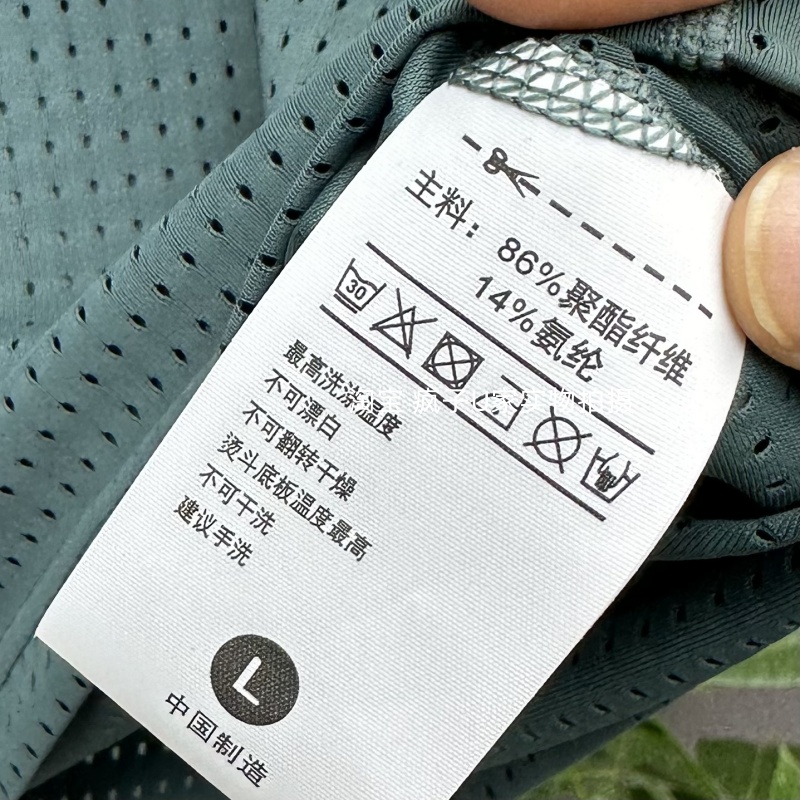 主料：86%聚酯纤维
14%氨纶
30
最高洗涤温度
不可漂白
不可翻转干燥
烫斗底板温度最高
不可干洗
建议手洗
L
中国制造